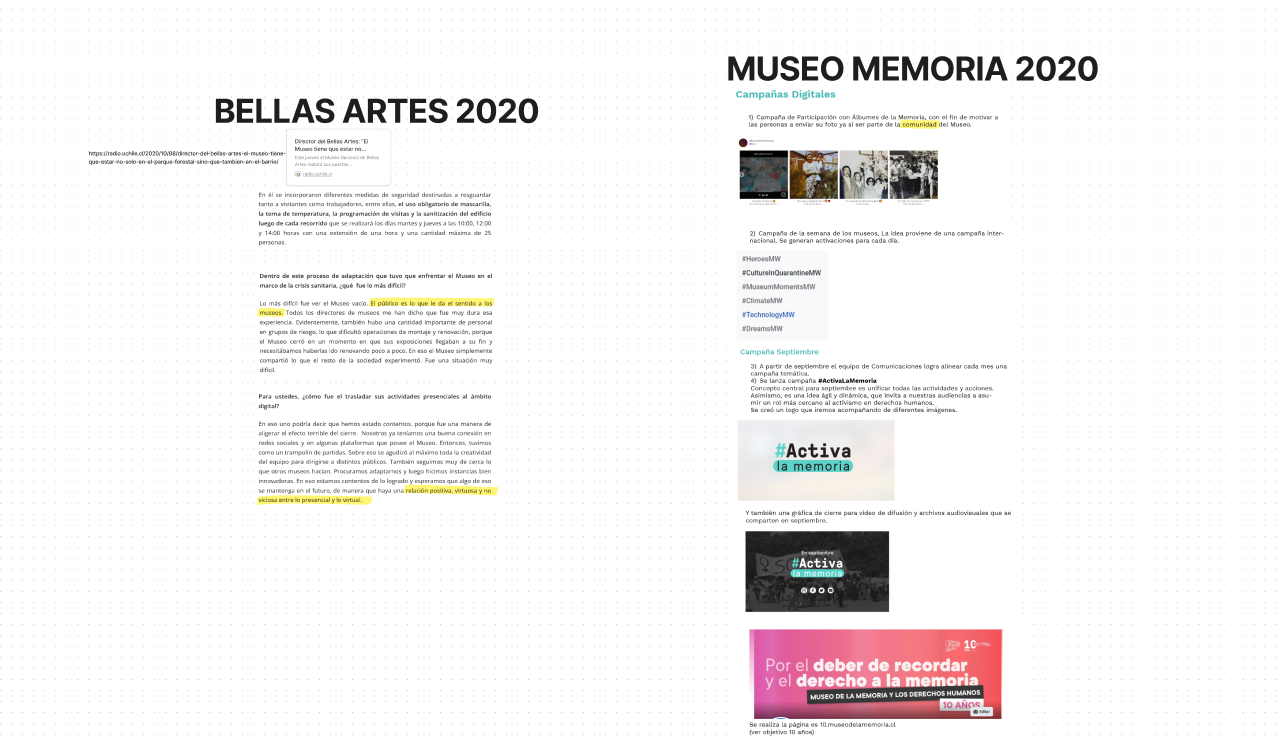 BELLAS ARTES 2020
https://radio.uchile.cl/2020/10/08/director-del-bellas-artes-el-museo-tiene-
que-estar-no-solo-en-el-parque-forestal-sino-que-tambien-en-el-barrio/
Director del Bellas Artes: "El
Museo tiene que estar no...
Este jueves el Museo Nacional de Bellas
Artes reabrió sus puertas...
radio.uchile.cl
En él se incorporaron diferentes medidas de seguridad destinadas a resguardar
tanto a visitantes como trabajadores, entre ellas, el uso obligatorio de mascarilla,
la toma de temperatura, la programación de visitas y la sanitización del edificio
luego de cada recorrido que se realizará los días martes y jueves a las 10:00, 12:00
y 14:00 horas con una extensión de una hora y una cantidad máxima de 25
personas.
Dentro de este proceso de adaptación que tuvo que enfrentar el Museo en el
marco de la crisis sanitaria, ¿qué fue lo más difícil?
Lo más difícil fue ver el Museo vacío. El público es lo que le da el sentido a los
museos. Todos los directores de museos me han dicho que fue muy dura esa
experiencia. Evidentemente, también hubo una cantidad importante de personal
en grupos de riesgo, lo que dificultó operaciones de montaje y renovación, porque
el Museo cerró en un momento en que sus exposiciones llegaban a su fin y
necesitábamos haberlas ido renovando poco a poco. En eso el Museo simplemente
compartió lo que el resto de la sociedad experimentó. Fue una situación muy
difícil.
Para ustedes, ¿cómo fue el trasladar sus actividades presenciales al ámbito
digital?
En eso uno podría decir que hemos estado contentos, porque fue una manera de
aligerar el efecto terrible del cierre. Nosotros ya teníamos una buena conexión en
redes sociales y en algunas plataformas que posee el Museo. Entonces, tuvimos
como un trampolín de partidas. Sobre eso se agudizó al máximo toda la creatividad
del equipo para dirigirse a distintos públicos. También seguimos muy de cerca lo
que otros museos hacían. Procuramos adaptarnos y luego hicimos instancias bien
innovadoras. En eso estamos contentos de lo logrado y esperamos que algo de eso
se mantenga en el futuro, de manera que haya una relación positiva, virtuosa y no
viciosa entre lo presencial y lo virtual.
MUSEO MEMORIA 2020
Campañas Digitales
1) Campaña de Participación con Álbumes de la Memoria, con el fin de motivar a
las personas a enviar su foto ya sí ser parte de la comunidad del Museo.
2) Campaña de la semana de los museos, La idea proviene de una campaña inter-
nacional. Se generan activaciones para cada día.
#HeroesMW
#CultureInQuarantineMW
#MuseumMomentsMW
#ClimateMW
#TechnologyMW
#DreamsMW
Campaña Septiembre
3) A partir de septiembre el equipo de Comunicaciones logra alinear cada mes una
campaña temática.
4) Se lanza campaña #ActivaLaMemoria
Concepto central para septiembre es unificar todas las actividades y acciones.
Asimismo, es una idea ágil y dinámica, que invita a nuestras audiencias a asu-
mir un rol más cercano al activismo en derechos humanos.
Se creó un logo que iremos acompañando de diferentes imágenes.
#Activa
la memoria
Y también una gráfica de cierre para video de difusión y archivos audiovisuales que se
comparten en septiembre.
En septiembre
#Activa
la memoria
10
Por el deber de recordar
y el derecho a la memoria
MUSEO DE LA MEMORIA Y LOS DERECHOS HUMANOS
10 AÑOS
Se realiza la página es 10.museodelamemoria.cl
(ver objetivo 10 años)